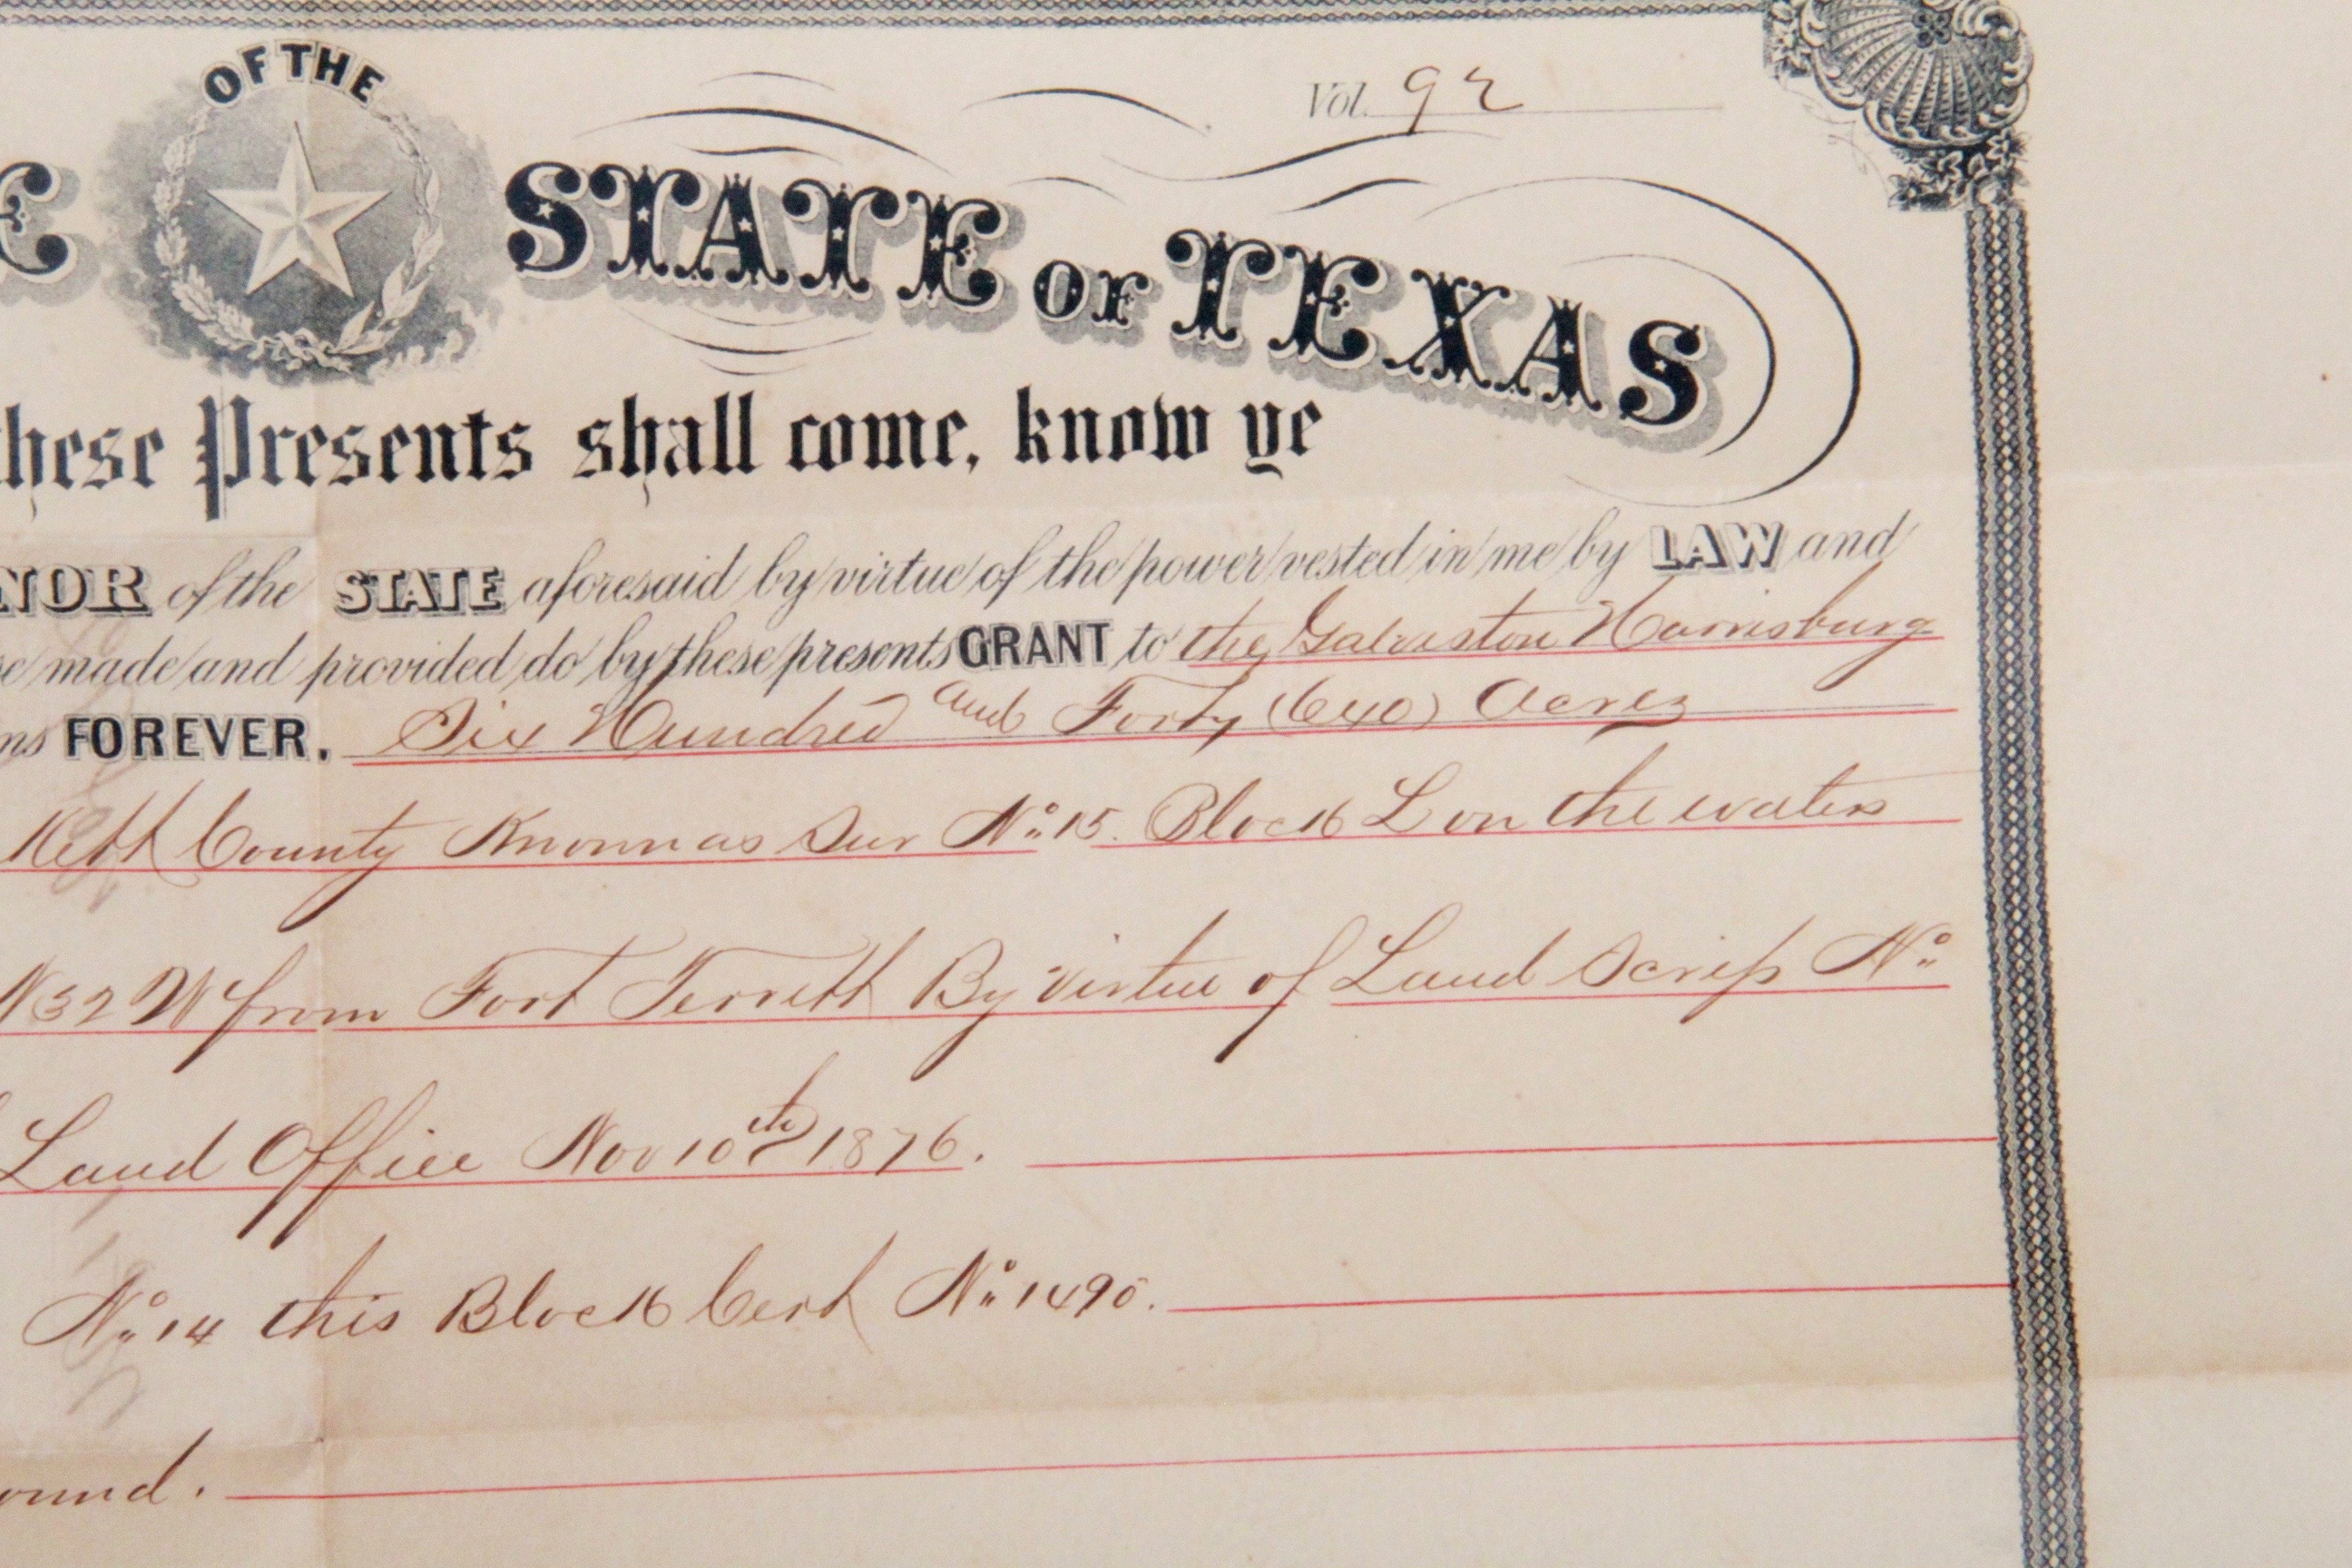 OF THE
Vol. 92
E STATE OF TEXAS
these Presents shall come, know ye
NOR of the STATE aforesaid by virtue of the power vested in me by LAW and
e made and provided do by these presents GRANT to the Galveston Harrisburg
ns FOREVER. Six Hundred and Forty (640) Acres
Kett County Known as Sur No 15. Block L on the waters
N 32 W from Fort Terrett By Virtue of Land Scrip No
Land Office Nov 10th 1876.
No 14 this Block Cert No 1490.
ound.